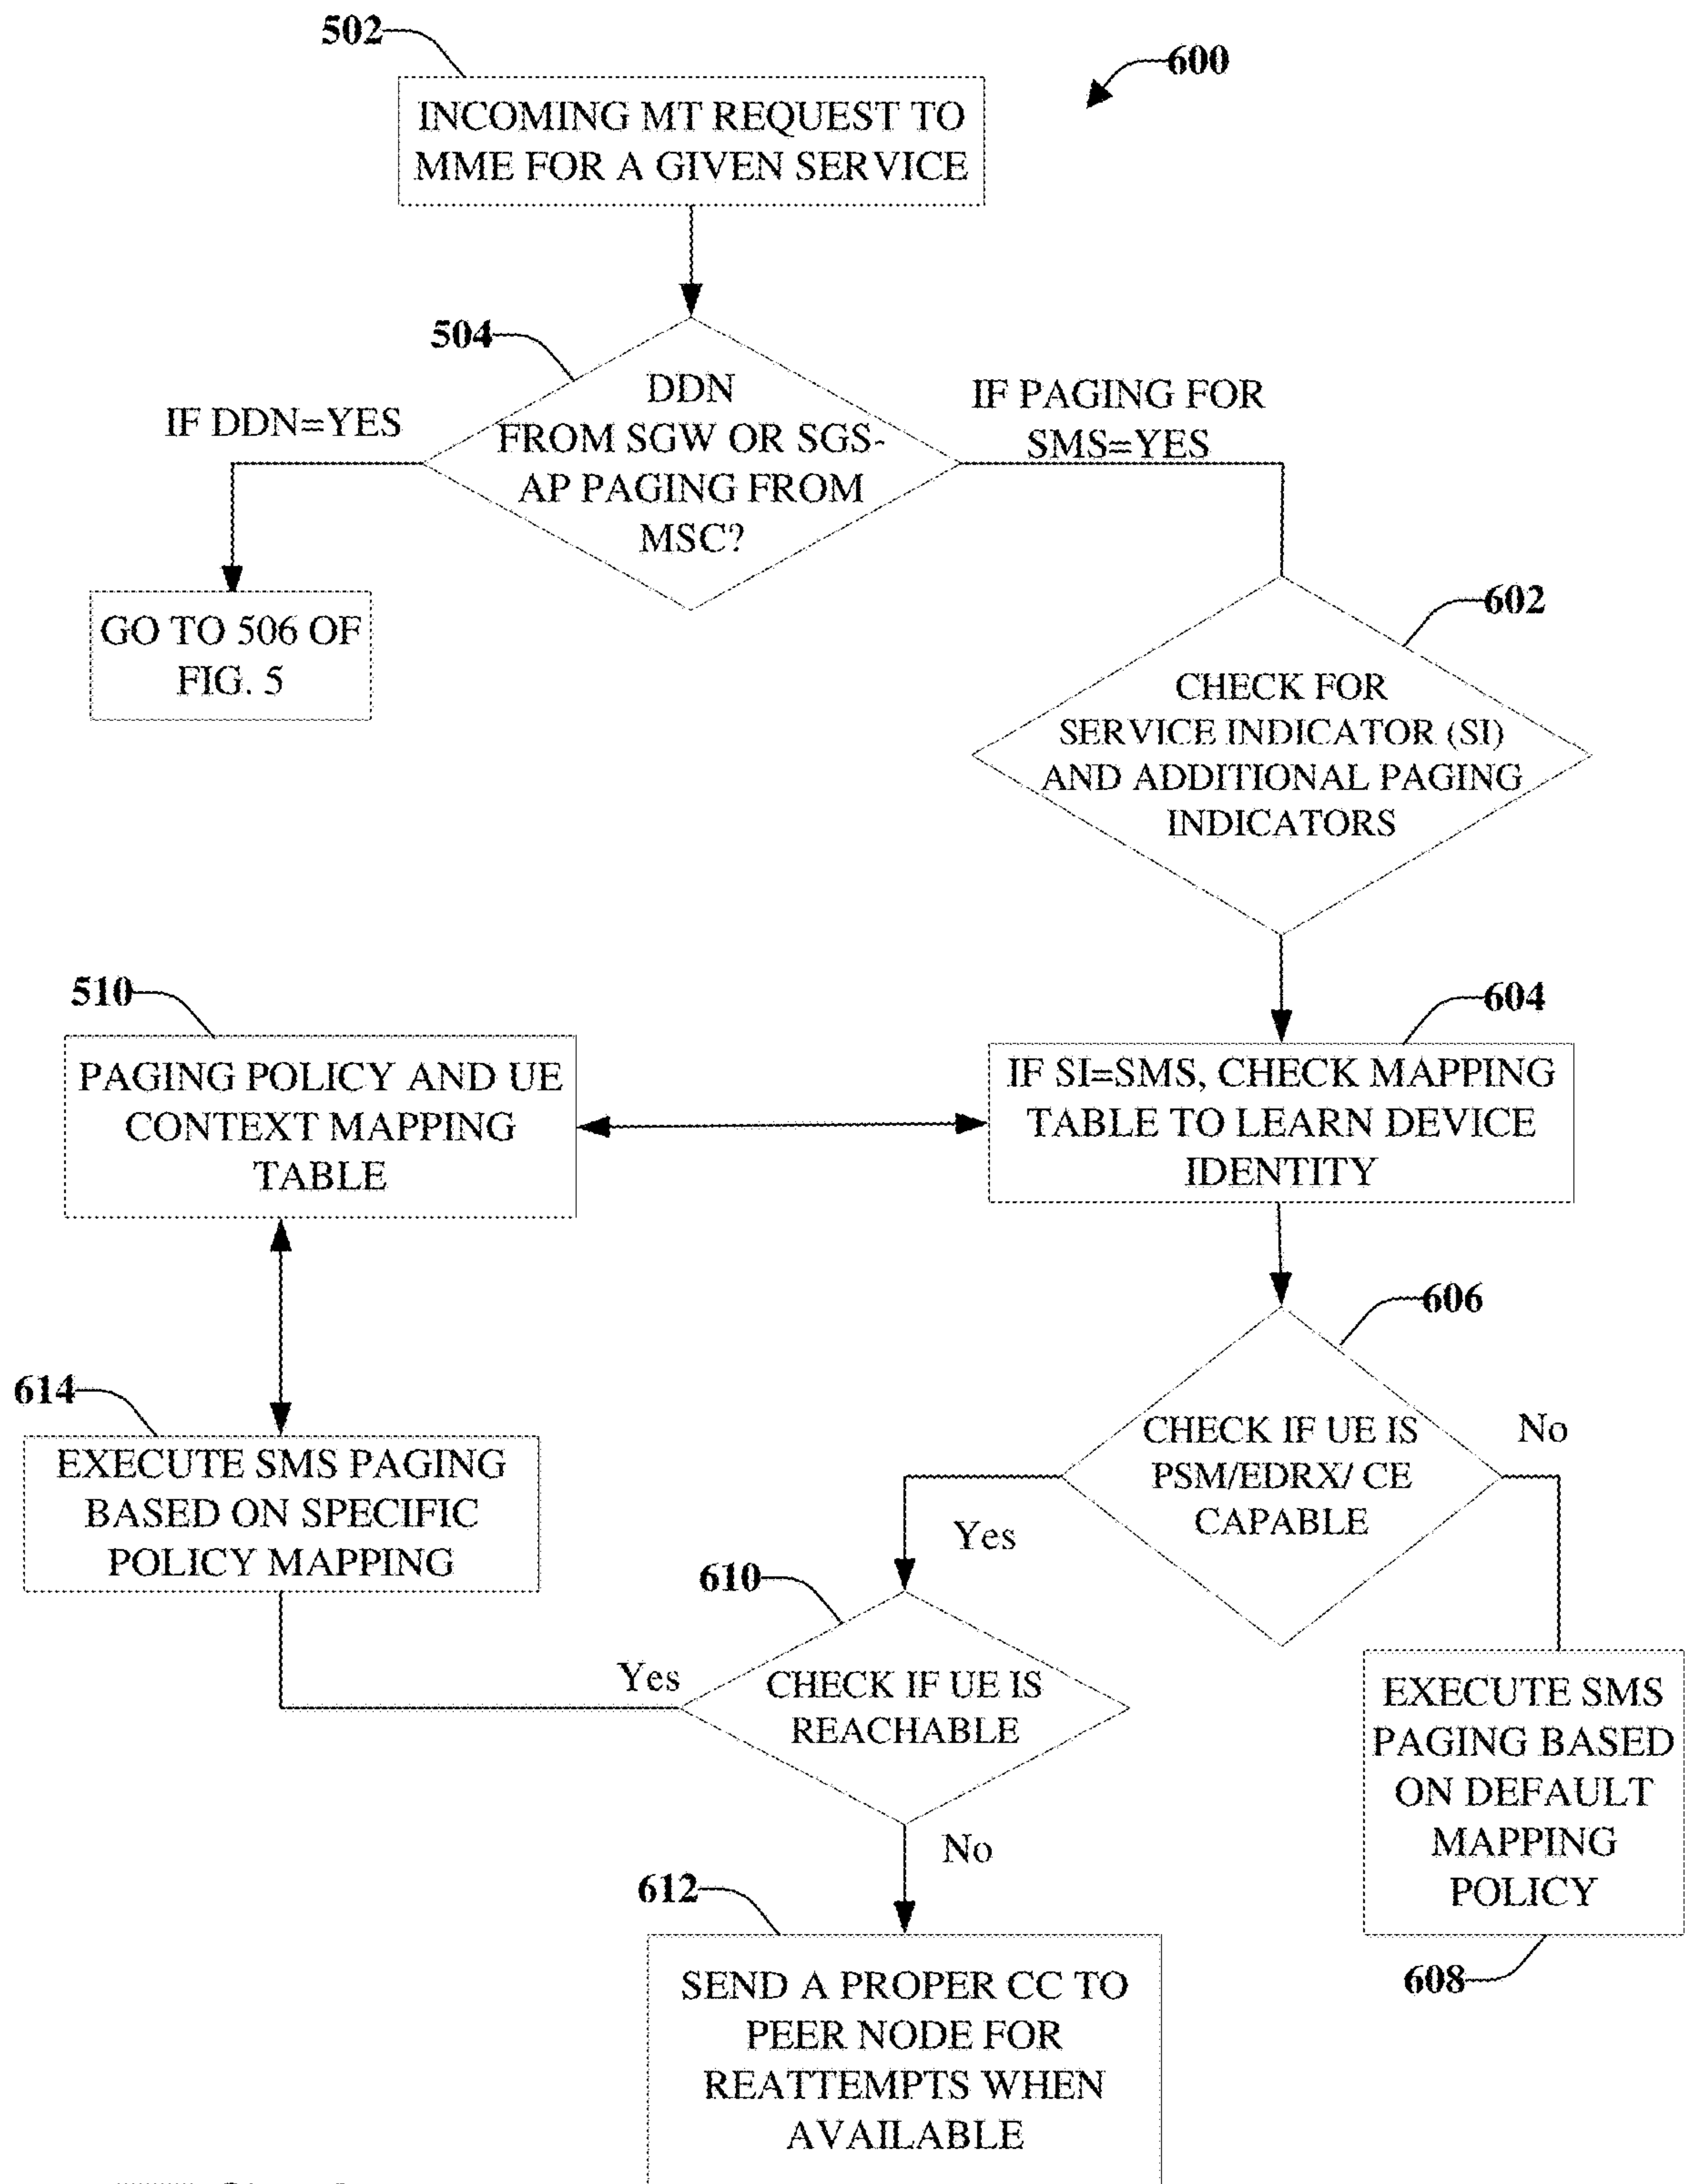 502
600
INCOMING MT REQUEST TO
MME FOR A GIVEN SERVICE
504
DDN
FROM SGW OR SGS-
AP PAGING FROM
MSC?
IF DDN=YES
IF PAGING FOR
SMS=YES
GO TO 506 OF
FIG. 5
602
CHECK FOR
SERVICE INDICATOR (SI)
AND ADDITIONAL PAGING
INDICATORS
510
PAGING POLICY AND UE
CONTEXT MAPPING
TABLE
604
IF SI=SMS, CHECK MAPPING
TABLE TO LEARN DEVICE
IDENTITY
606
CHECK IF UE IS
PSM/EDRX/ CE
CAPABLE
No
Yes
614
EXECUTE SMS PAGING
BASED ON SPECIFIC
POLICY MAPPING
610
Yes
CHECK IF UE IS
REACHABLE
No
EXECUTE SMS
PAGING BASED
ON DEFAULT
MAPPING
POLICY
608
612
SEND A PROPER CC TO
PEER NODE FOR
REATTEMPTS WHEN
AVAILABLE